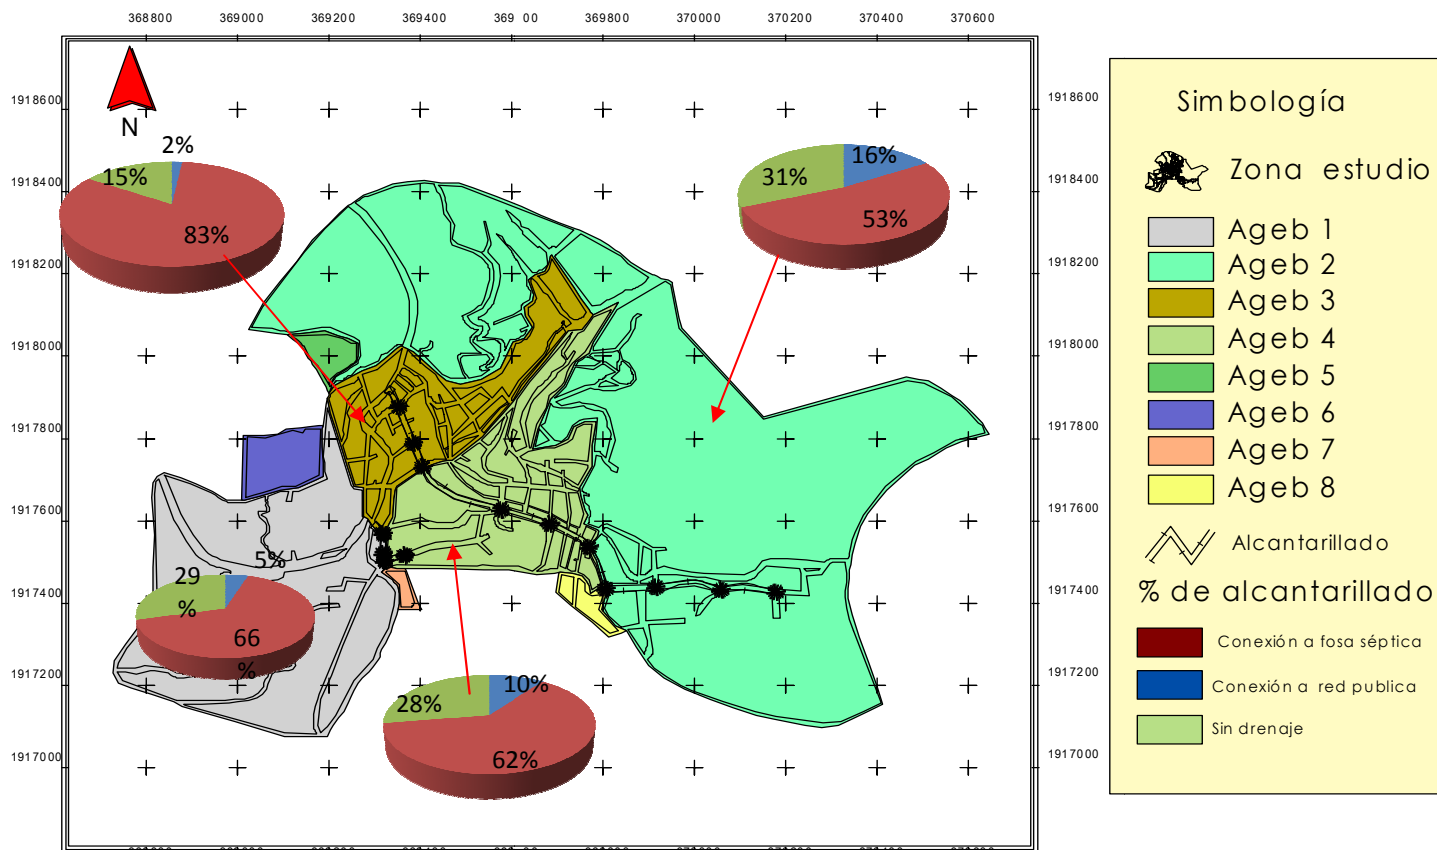 368800 369000 369200 369400 369 00 369800 370000 370200 370400 370600
1918600
1918400
1918200
1918000
1917800
1917600
1917400
1917200
1917000
1918600
1918400
1918200
1918000
1917800
1917600
1917400
1917200
1917000
N
2%
15%
83%
16%
31%
53%
5%
29
%
66
%
10%
28%
62%
Simbología
Zona estudio
Ageb 1
Ageb 2
Ageb 3
Ageb 4
Ageb 5
Ageb 6
Ageb 7
Ageb 8
Alcantarillado
% de alcantarillado
Conexión a fosa séptica
Conexión a red publica
Sin drenaje